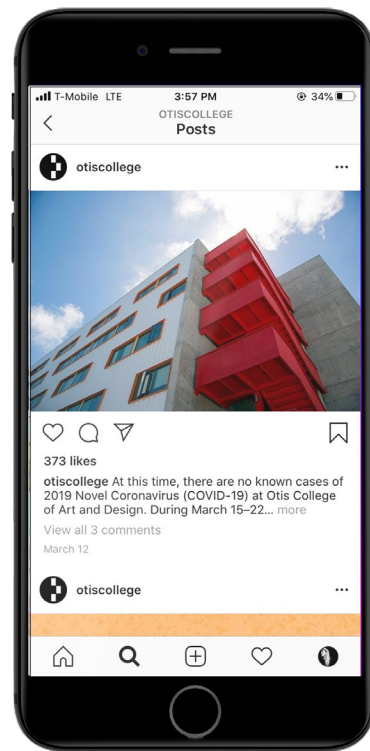 T-Mobile LTE 3:57 PM 34%
OTISCOLLEGE
Posts
otiscollege
373 likes
otiscollege At this time, there are no known cases of
2019 Novel Coronavirus (COVID-19) at Otis College
of Art and Design. During March 15–22... more
View all 3 comments
March 12
otiscollege